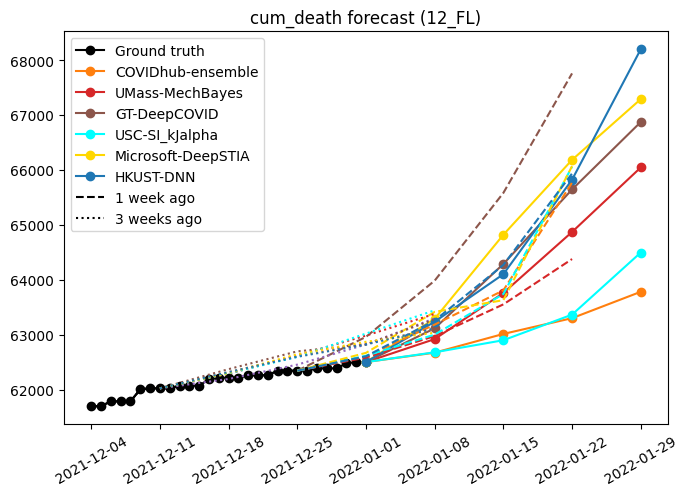 cum_death forecast (12_FL)
68000
67000
66000
65000
64000
63000
62000
Ground truth
COVIDhub-ensemble
UMass-MechBayes
GT-DeepCOVID
USC-SI_kJalpha
Microsoft-DeepSTIA
HKUST-DNN
1 week ago
3 weeks ago
2021-12-04
2021-12-11
2021-12-18
2021-12-25
2022-01-01
2022-01-08
2022-01-15
2022-01-22
2022-01-29